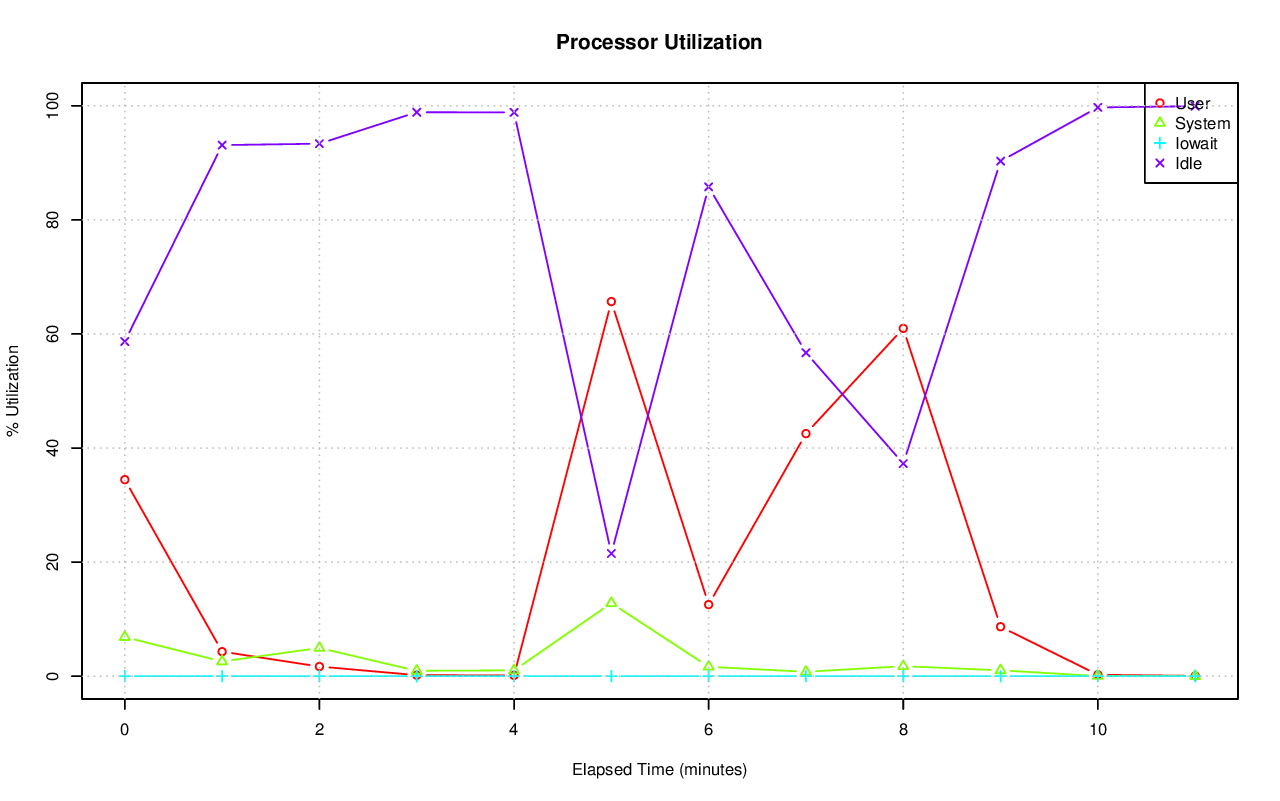 Processor Utilization
% Utilization
100
80
60
40
20
0
User
System
Iowait
Idle
0 2 4 6 8 10
Elapsed Time (minutes)